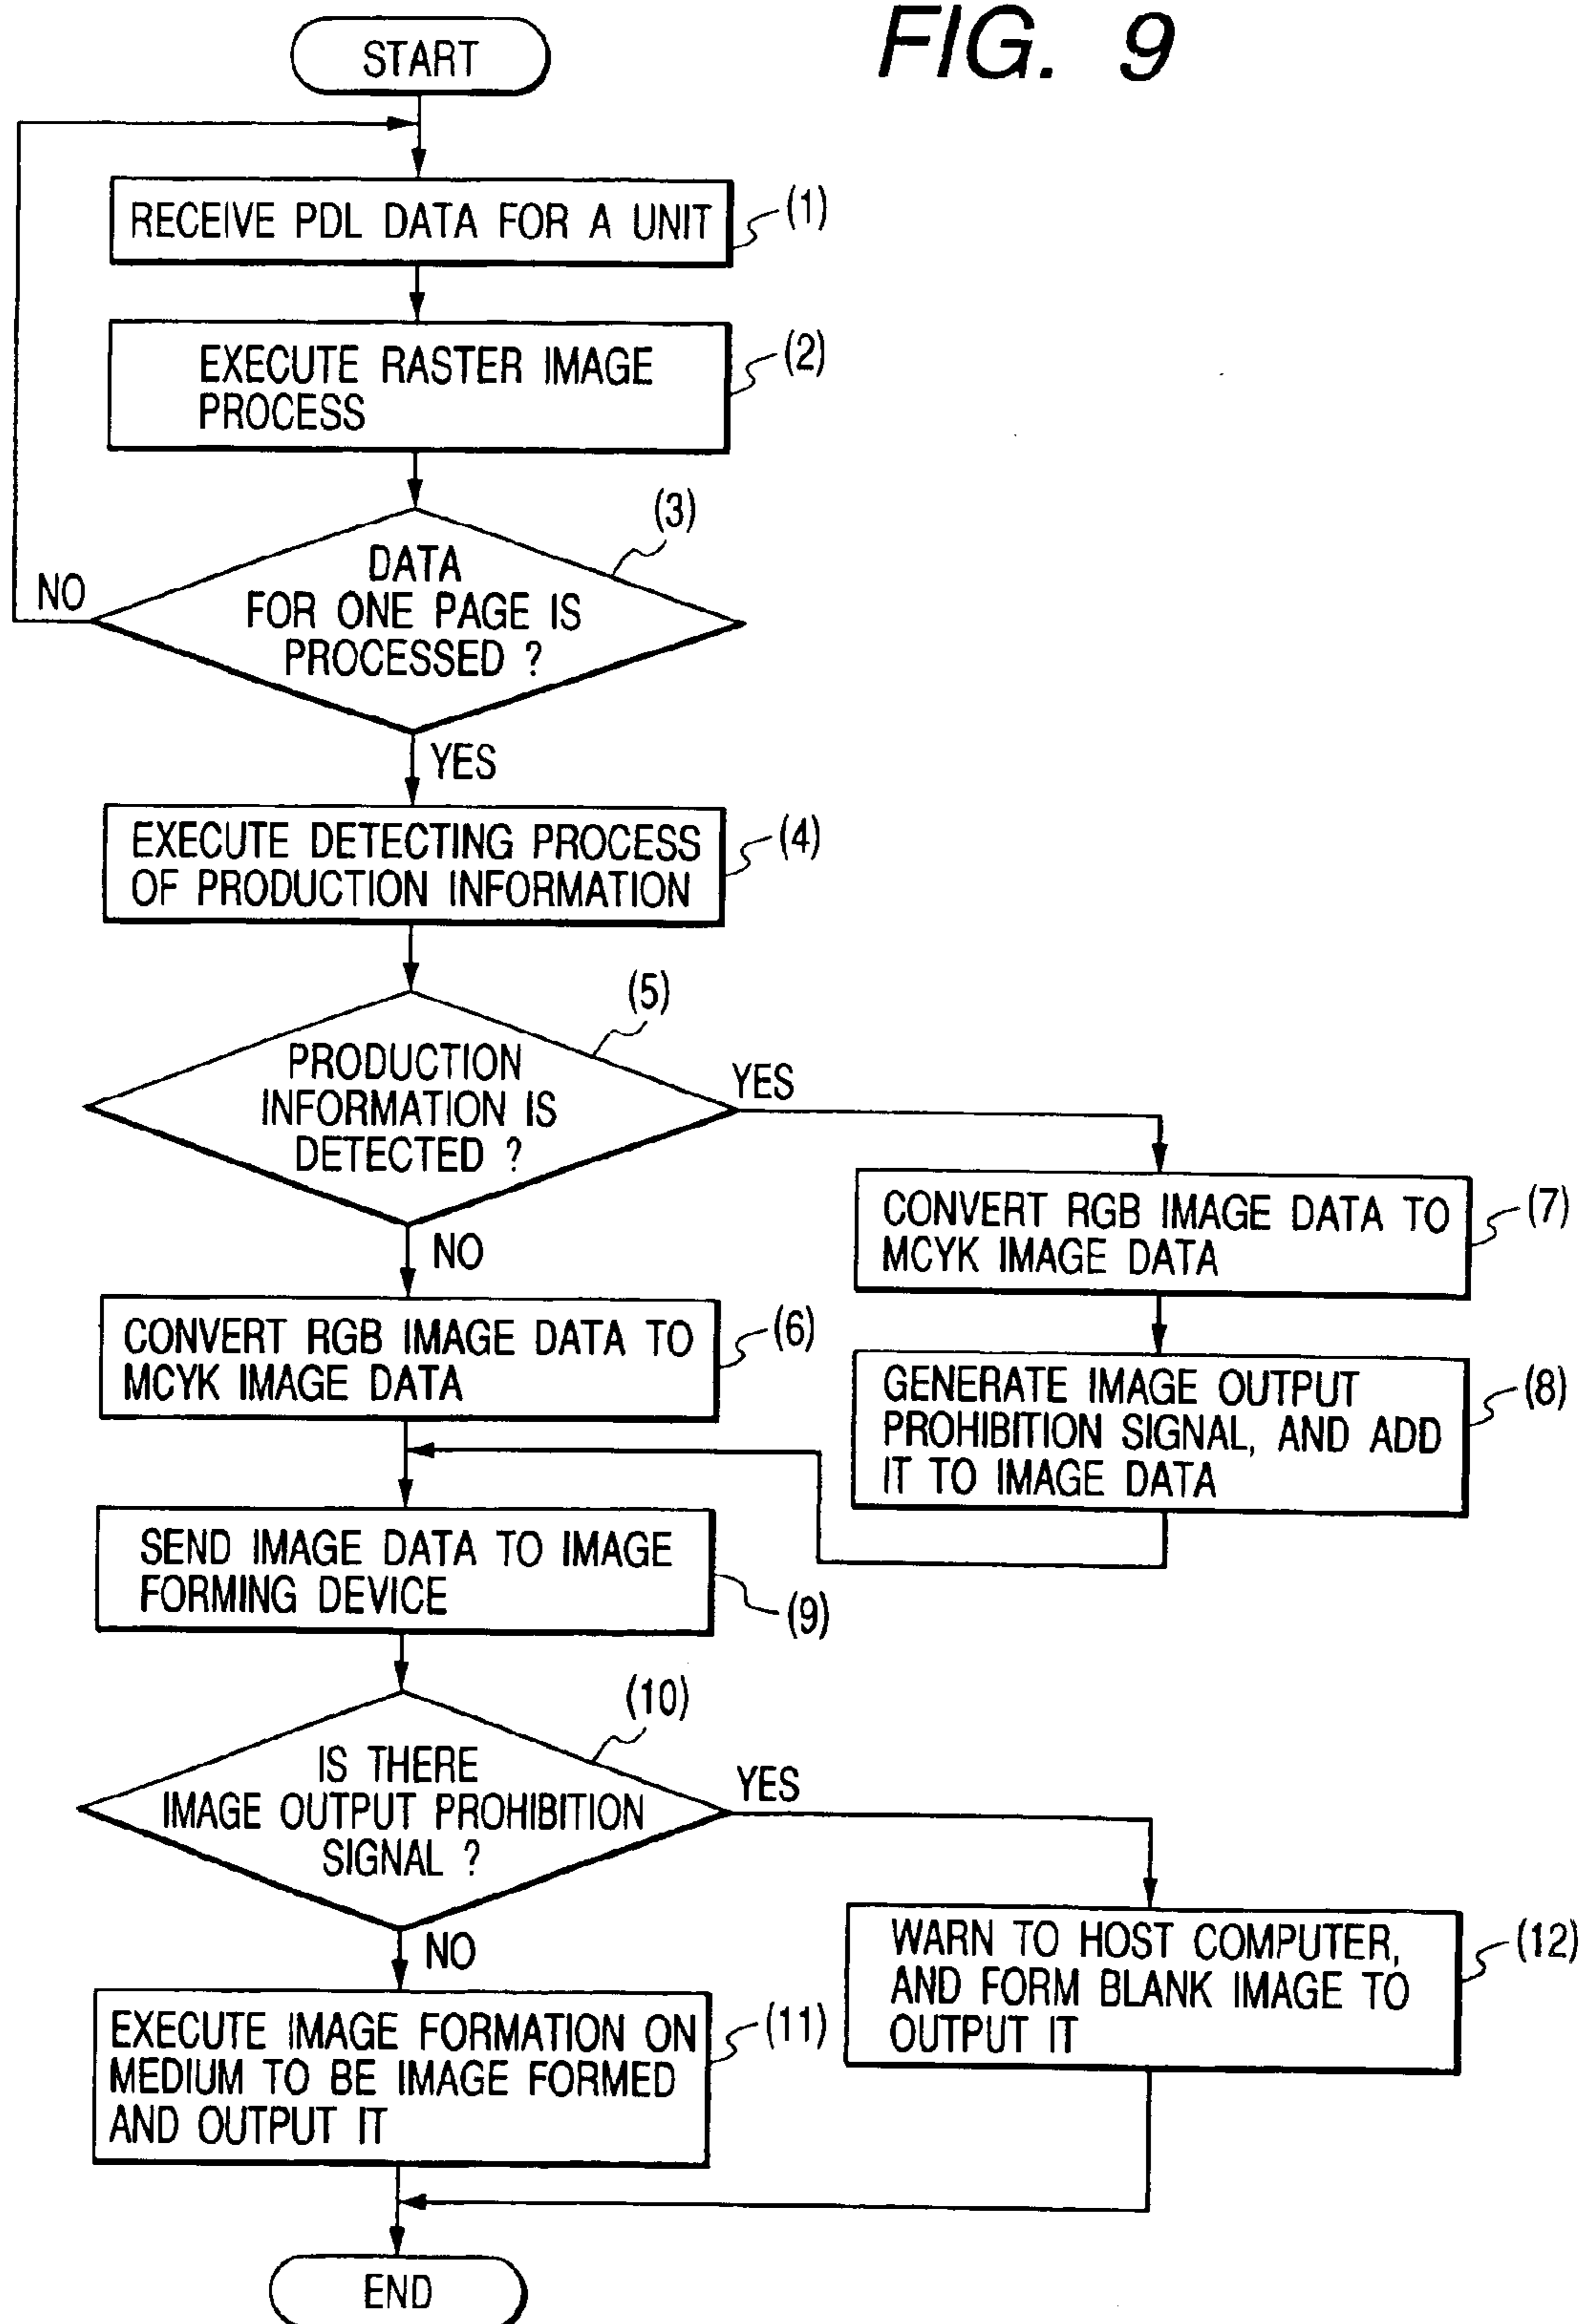 FIG. 9
START
RECEIVE PDL DATA FOR A UNIT
(1)
EXECUTE RASTER IMAGE
PROCESS
(2)
(3)
DATA
FOR ONE PAGE IS
PROCESSED ?
NO
YES
EXECUTE DETECTING PROCESS
OF PRODUCTION INFORMATION
(4)
(5)
PRODUCTION
INFORMATION IS
DETECTED ?
YES
NO
CONVERT RGB IMAGE DATA TO
MCYK IMAGE DATA
(6)
CONVERT RGB IMAGE DATA TO
MCYK IMAGE DATA
(7)
GENERATE IMAGE OUTPUT
PROHIBITION SIGNAL, AND ADD
IT TO IMAGE DATA
(8)
SEND IMAGE DATA TO IMAGE
FORMING DEVICE
(9)
(10)
IS THERE
IMAGE OUTPUT PROHIBITION
SIGNAL ?
YES
NO
EXECUTE IMAGE FORMATION ON
MEDIUM TO BE IMAGE FORMED
AND OUTPUT IT
(11)
WARN TO HOST COMPUTER,
AND FORM BLANK IMAGE TO
OUTPUT IT
(12)
END